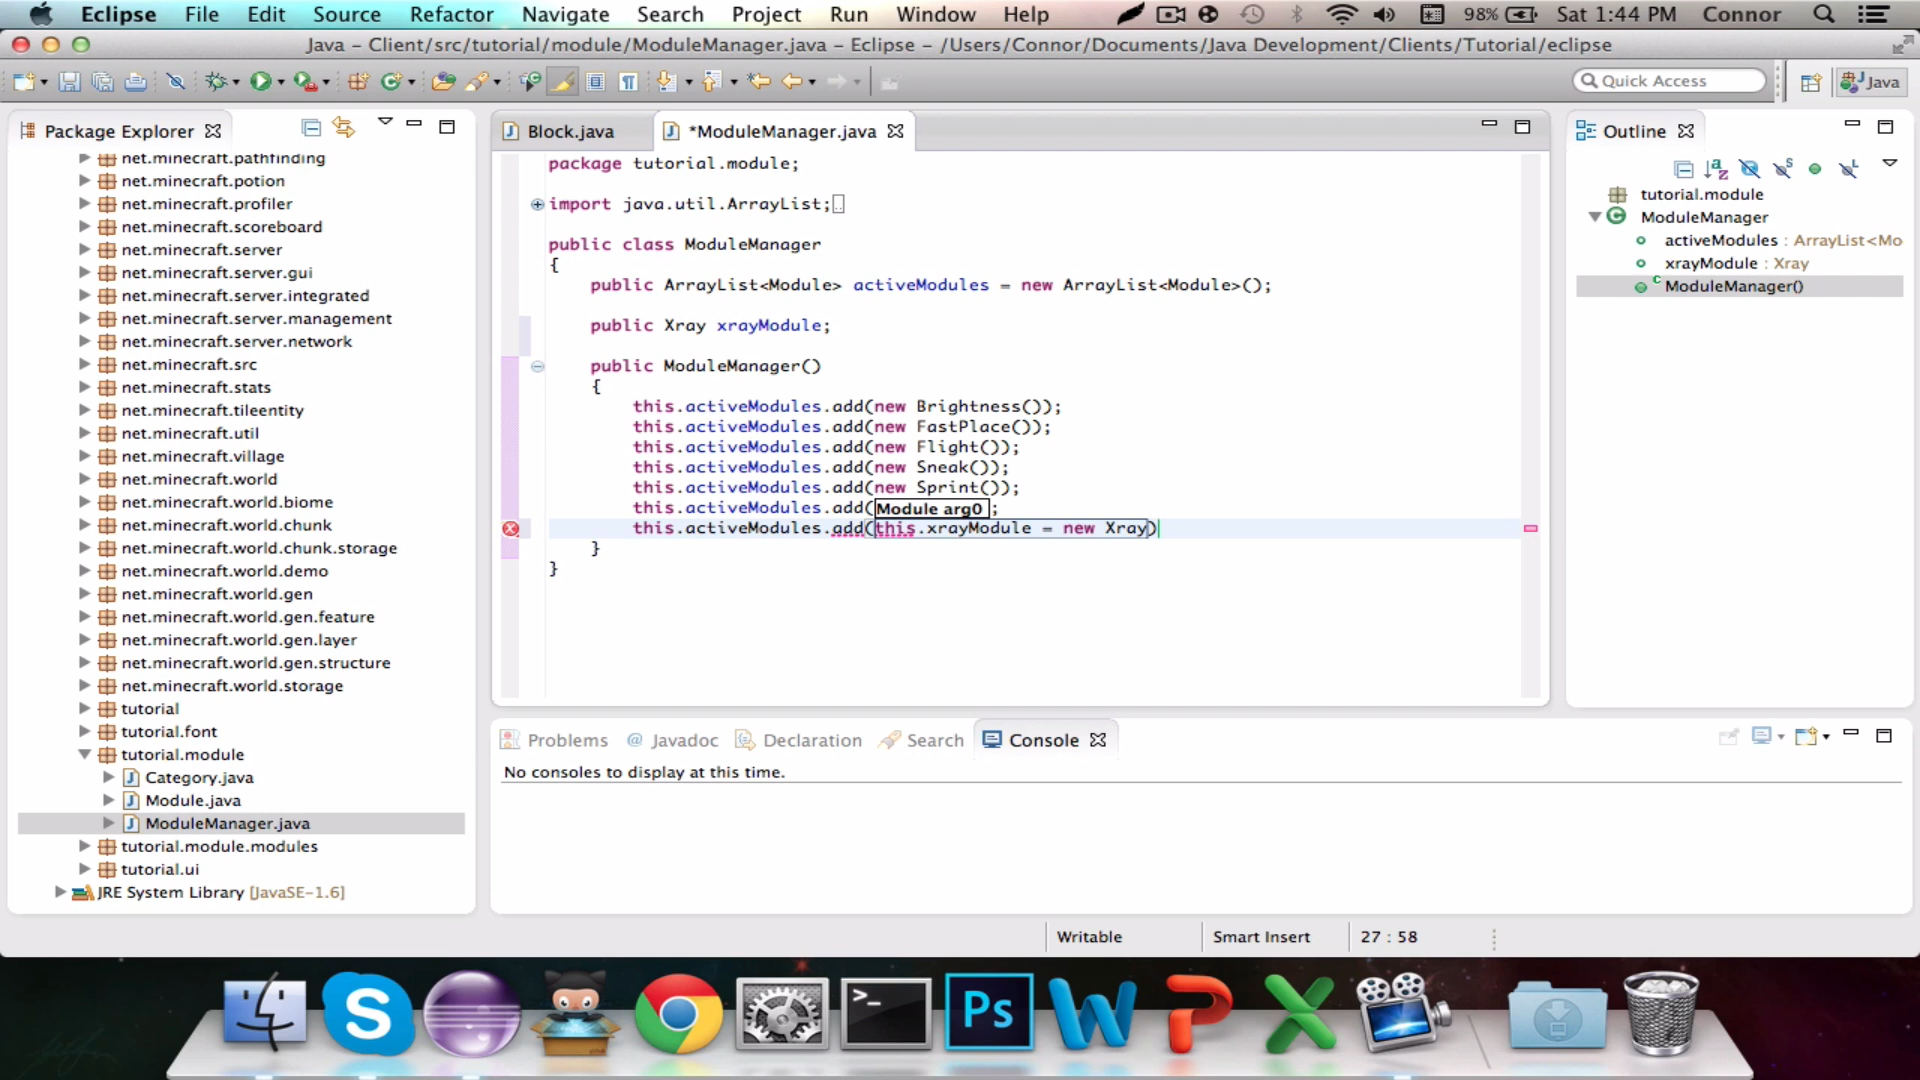 Eclipse File Edit Source Refactor Navigate Search Project Run Window Help 98% Sat 1:44 PM Connor
Java – Client/src/tutorial/module/ModuleManager.java – Eclipse – /Users/Connor/Documents/Java Development/Clients/Tutorial/eclipse
Quick Access Java
Package Explorer
net.minecraft.pathfinding
net.minecraft.potion
net.minecraft.profiler
net.minecraft.scoreboard
net.minecraft.server
net.minecraft.server.gui
net.minecraft.server.integrated
net.minecraft.server.management
net.minecraft.server.network
net.minecraft.src
net.minecraft.stats
net.minecraft.tileentity
net.minecraft.util
net.minecraft.village
net.minecraft.world
net.minecraft.world.biome
net.minecraft.world.chunk
net.minecraft.world.chunk.storage
net.minecraft.world.demo
net.minecraft.world.gen
net.minecraft.world.gen.feature
net.minecraft.world.gen.layer
net.minecraft.world.gen.structure
net.minecraft.world.storage
tutorial
tutorial.font
tutorial.module
Category.java
Module.java
ModuleManager.java
tutorial.module.modules
tutorial.ui
JRE System Library [JavaSE-1.6]
Block.java *ModuleManager.java
package tutorial.module;
import java.util.ArrayList;
public class ModuleManager
{
public ArrayList<Module> activeModules = new ArrayList<Module>();
public Xray xrayModule;
public ModuleManager()
{
this.activeModules.add(new Brightness());
this.activeModules.add(new FastPlace());
this.activeModules.add(new Flight());
this.activeModules.add(new Sneak());
this.activeModules.add(new Sprint());
this.activeModules.add(Module arg0;
this.activeModules.add(this.xrayModule = new Xray)
}
}
Outline
tutorial.module
ModuleManager
activeModules : ArrayList<Mo
xrayModule : Xray
ModuleManager()
Problems Javadoc Declaration Search Console
No consoles to display at this time.
Writable Smart Insert 27 : 58
Ps